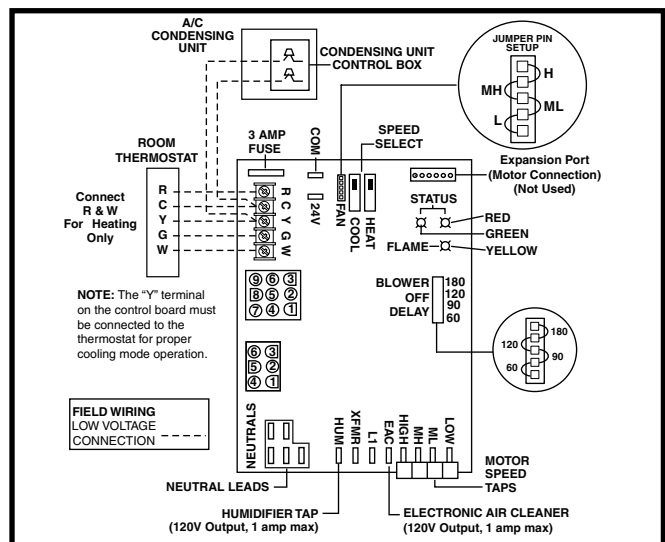 A/C
CONDENSING
UNIT
CONDENSING UNIT
CONTROL BOX
JUMPER PIN
SETUP
H
MH
ML
L
ROOM
THERMOSTAT
3 AMP
FUSE
COM
SPEED
SELECT
Expansion Port
(Motor Connection)
(Not Used)
Connect
R & W
For Heating
Only
R
C
Y
G
W
R
C
Y
G
W
24V
FAN
COOL
HEAT
STATUS
RED
GREEN
FLAME
YELLOW
NOTE: The “Y” terminal
on the control board must
be connected to the
thermostat for proper
cooling mode operation.
9 6 3
8 5 2
7 4 1
6 3
5 2
4 1
BLOWER
OFF
DELAY
180
120
90
60
180
120
90
60
FIELD WIRING
LOW VOLTAGE
CONNECTION
NEUTRALS
HUM
XFMR
L1
EAC
HIGH
MH
ML
LOW
NEUTRAL LEADS
MOTOR
SPEED
TAPS
HUMIDIFIER TAP
(120V Output, 1 amp max)
ELECTRONIC AIR CLEANER
(120V Output, 1 amp max)